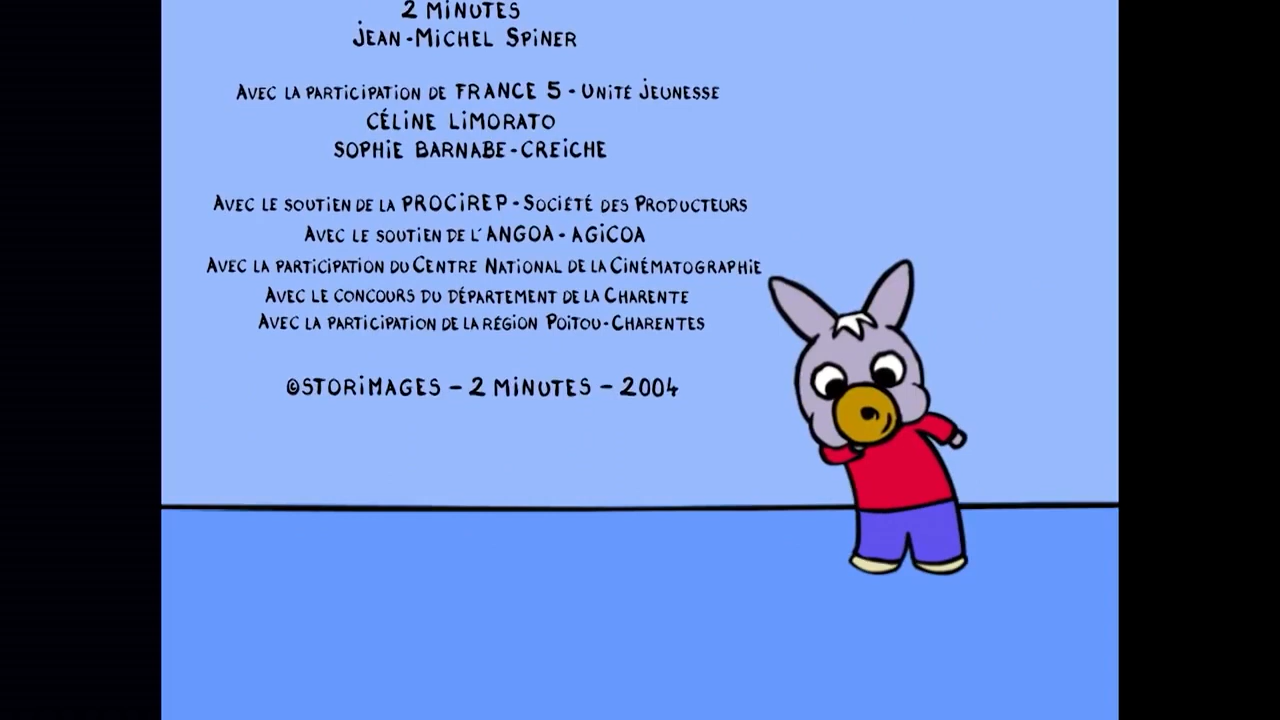 2 MINUTES
JEAN-MICHEL SPINER
AVEC LA PARTICIPATION DE FRANCE 5 - UNITÉ JEUNESSE
CÉLINE LIMORATO
SOPHIE BARNABE-CREICHE
AVEC LE SOUTIEN DE LA PROCIREP - SOCIÉTÉ DES PRODUCTEURS
AVEC LE SOUTIEN DE L'ANGOA - AGICOA
AVEC LA PARTICIPATION DU CENTRE NATIONAL DE LA CINÉMATOGRAPHIE
AVEC LE CONCOURS DU DÉPARTEMENT DE LA CHARENTE
AVEC LA PARTICIPATION DE LA RÉGION POITOU-CHARENTES
©STORIMAGES - 2 MINUTES - 2004